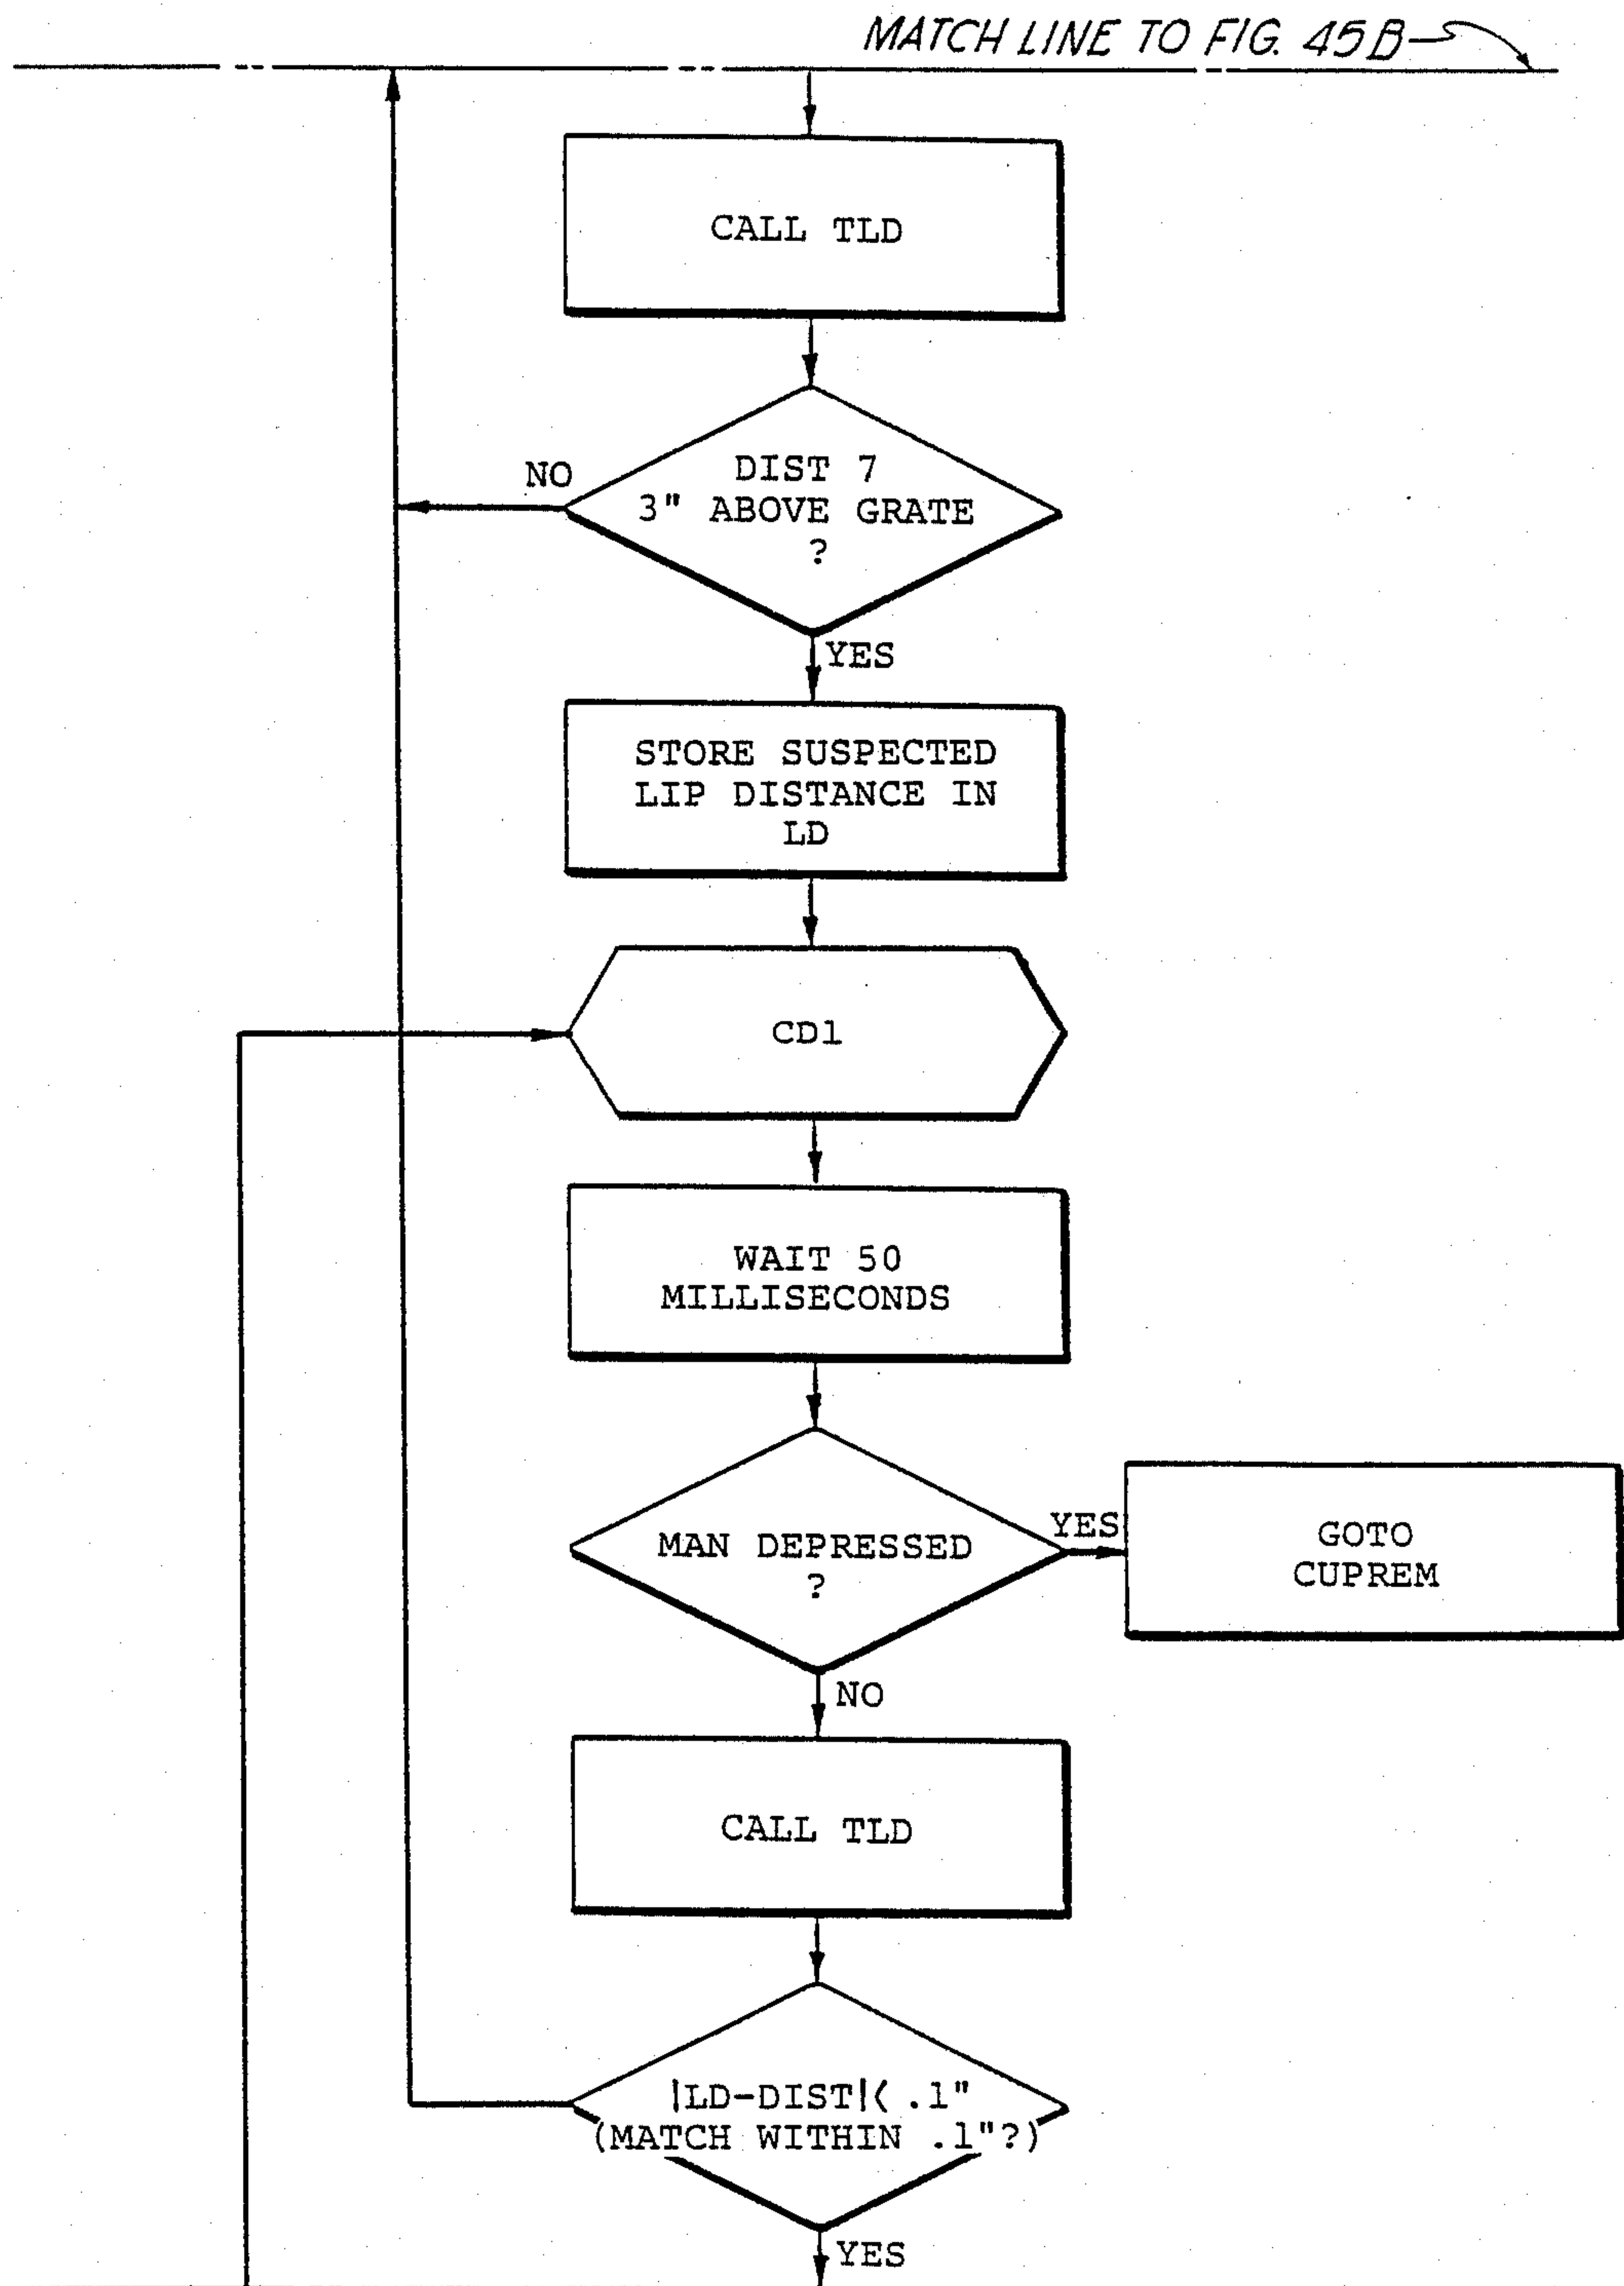 MATCH LINE TO FIG. 45B
CALL TLD
DIST 7
3" ABOVE GRATE
?
NO
YES
STORE SUSPECTED
LIP DISTANCE IN
LD
CD1
WAIT 50
MILLISECONDS
MAN DEPRESSED
?
YES
GOTO
CUPREM
NO
CALL TLD
|LD-DIST|< .1"
(MATCH WITHIN .1"?)
YES